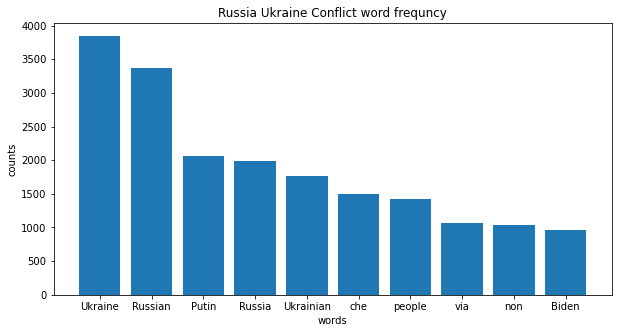 Russia Ukraine Conflict word frequncy
4000
3500
3000
2500
2000
1500
1000
500
0
counts
Ukraine Russian Putin Russia Ukrainian che people via non Biden
words